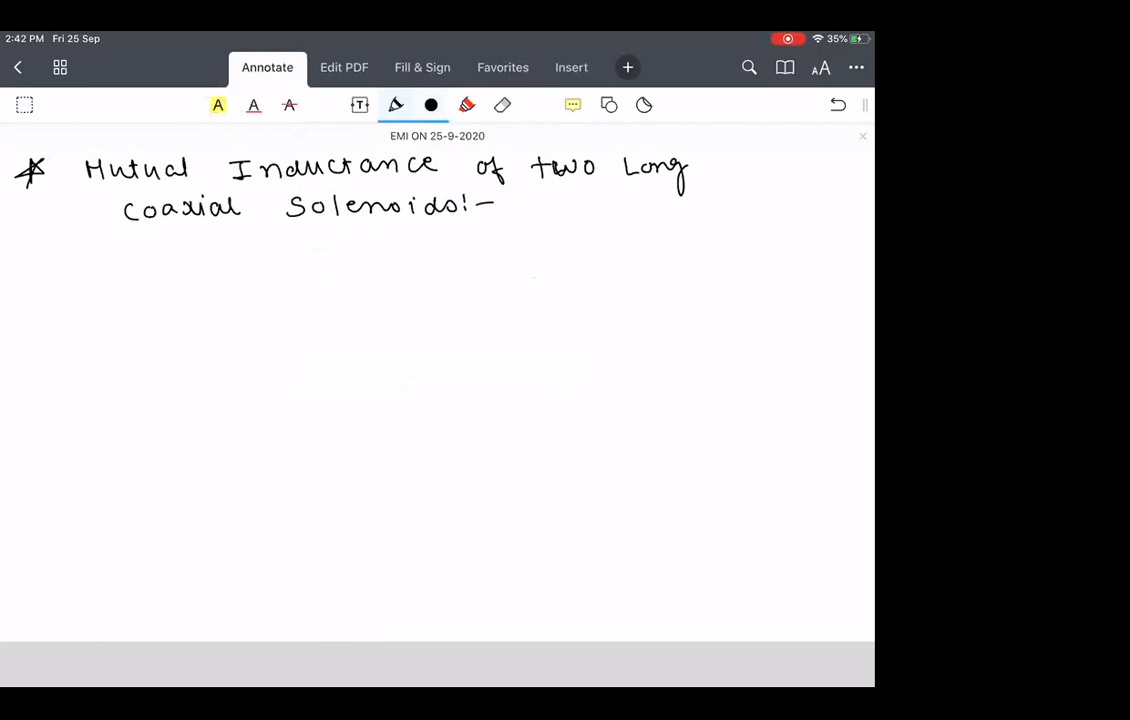 2:42 PM Fri 25 Sep 35%
Annotate Edit PDF Fill & Sign Favorites Insert + AA
A A A T
EMI ON 25-9-2020 ×
Mutual Inductance of two Long
coaxial Solenoids:-